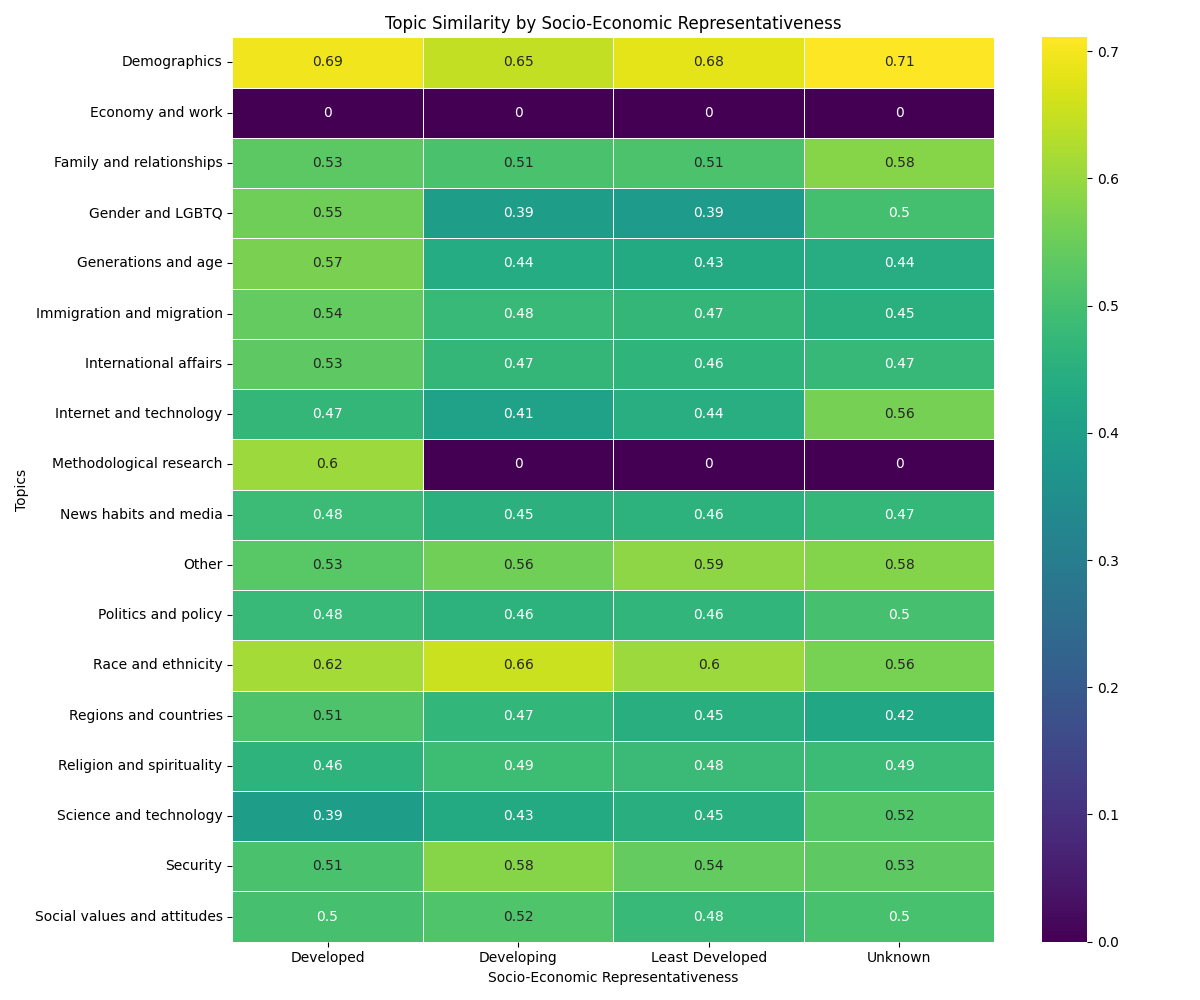 Topic Similarity by Socio-Economic Representativeness
Demographics 0.69 0.65 0.68 0.71
Economy and work 0 0 0 0
Family and relationships 0.53 0.51 0.51 0.58
Gender and LGBTQ 0.55 0.39 0.39 0.5
Generations and age 0.57 0.44 0.43 0.44
Immigration and migration 0.54 0.48 0.47 0.45
International affairs 0.53 0.47 0.46 0.47
Internet and technology 0.47 0.41 0.44 0.56
Methodological research 0.6 0 0 0
News habits and media 0.48 0.45 0.46 0.47
Other 0.53 0.56 0.59 0.58
Politics and policy 0.48 0.46 0.46 0.5
Race and ethnicity 0.62 0.66 0.6 0.56
Regions and countries 0.51 0.47 0.45 0.42
Religion and spirituality 0.46 0.49 0.48 0.49
Science and technology 0.39 0.43 0.45 0.52
Security 0.51 0.58 0.54 0.53
Social values and attitudes 0.5 0.52 0.48 0.5
Developed Developing Least Developed Unknown
Socio-Economic Representativeness
Topics
0.7
0.6
0.5
0.4
0.3
0.2
0.1
0.0